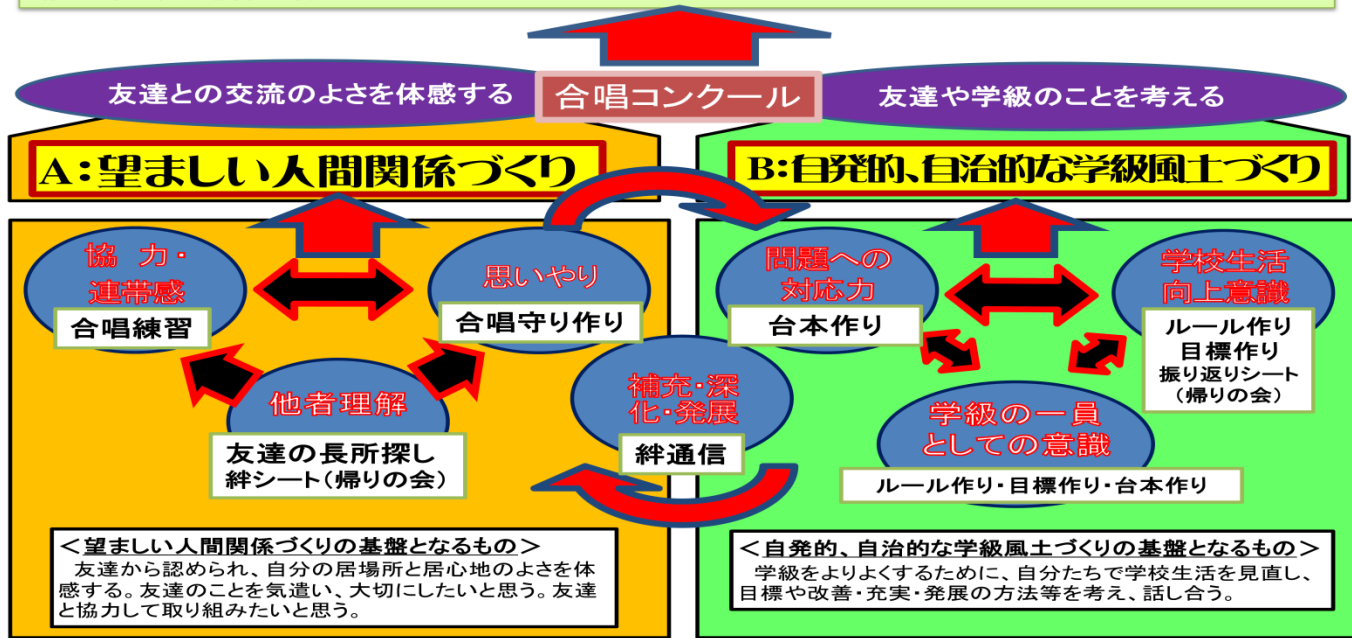 友達との交流のよさを体感する
合唱コンクール
友達や学級のことを考える
A:望ましい人間関係づくり
B:自発的、自治的な学級風土づくり
協 力・
連帯感
合唱練習
思いやり
合唱守り作り
他者理解
友達の長所探し
絆シート(帰りの会)
補充・深
化・発展
絆通信
問題への
対応力
台本作り
学校生活
向上意識
ルール作り
目標作り
振り返りシート
(帰りの会)
学級の一員
としての意識
ルール作り・目標作り・台本作り
<望ましい人間関係づくりの基盤となるもの>
友達から認められ、自分の居場所と居心地のよさを体
感する。友達のことを気遣い、大切にしたいと思う。友達
と協力して取り組みたいと思う。
<自発的、自治的な学級風土づくりの基盤となるもの>
学級をよりよくするために、自分たちで学校生活を見直し、
目標や改善・充実・発展の方法等を考え、話し合う。